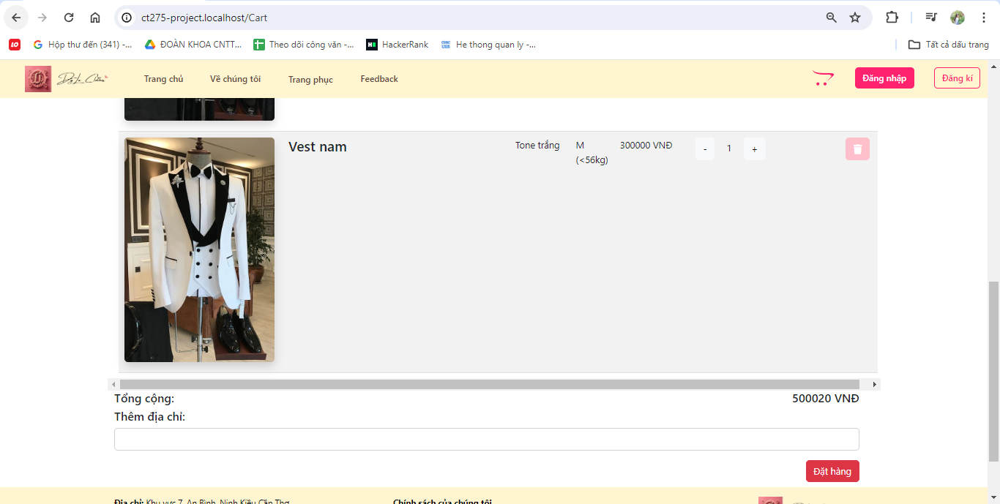 ct275-project.localhost/Cart
LO
Hộp thư đến (341) -...
ĐOÀN KHOA CNTT...
Theo dõi công văn -...
HackerRank
He thong quan ly -...
Tất cả dấu trang
Trang chủ
Về chúng tôi
Trang phục
Feedback
Đăng nhập
Đăng kí
Vest nam
Tone trắng
M
(<56kg)
300000 VNĐ
-
1
+
Tổng cộng:
500020 VNĐ
Thêm địa chỉ:
Đặt hàng
Địa chỉ: Khu vực 7, An Bình, Ninh Kiều Cần Thơ
Chính sách của chúng tôi